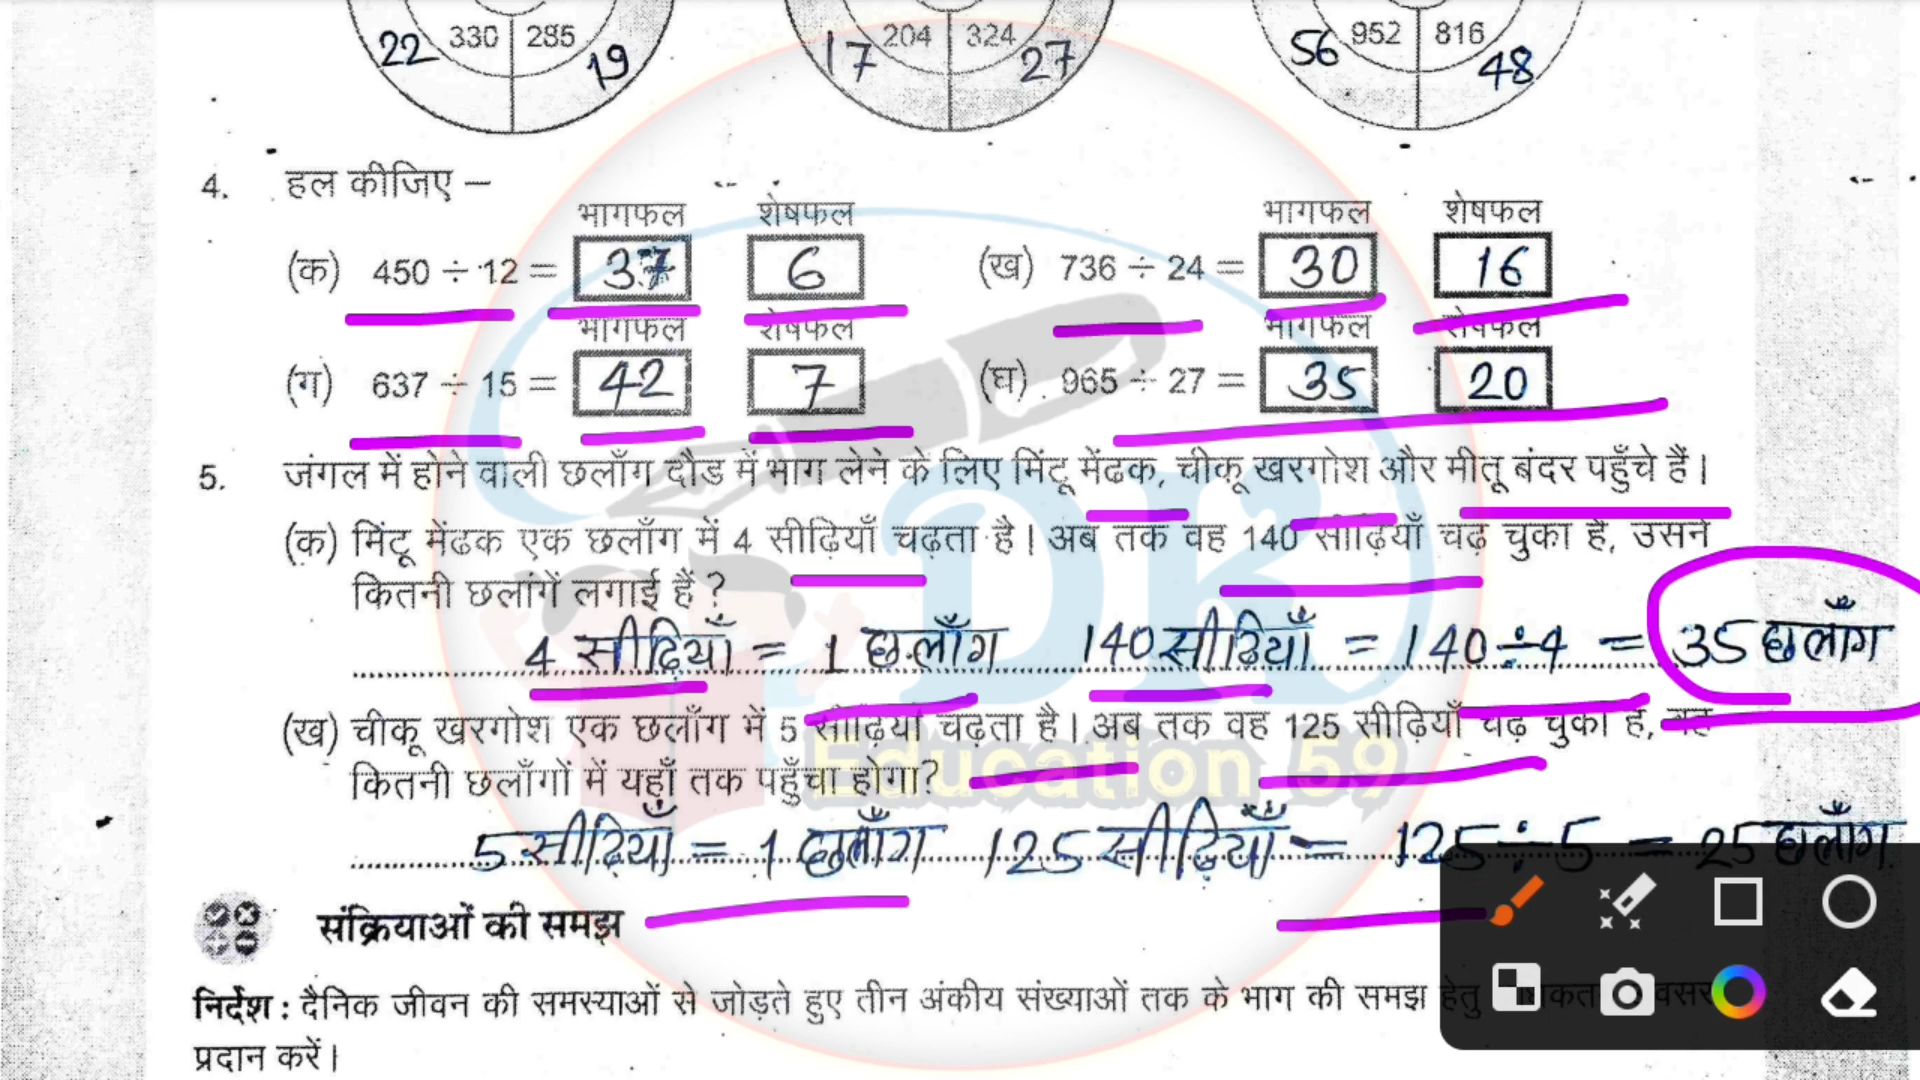 330 285 204 324 952 816
22 19 17 27 56 48
4. हल कीजिए –
भागफल शेषफल भागफल शेषफल
(क) 450 ÷ 12 = 37 6 (ख) 736 ÷ 24 = 30 16
भागफल शेषफल भागफल शेषफल
(ग) 637 ÷ 15 = 42 7 (घ) 965 ÷ 27 = 35 20
5. जंगल में होने वाली छलाँग दौड में भाग लेने के लिए मिंटू मेंढक, चीकू खरगोश और मीतू बंदर पहुँचे हैं।
(क) मिंटू मेंढक एक छलाँग में 4 सीढ़ियाँ चढ़ता है। अब तक वह 140 सीढ़ियाँ चढ़ चुका है, उसने
कितनी छलांगें लगाई हैं ?
4 सीढ़ियाँ = 1 छलाँग 140 सीढ़ियाँ = 140÷4 = 35 छलाँग
(ख) चीकू खरगोश एक छलाँग में 5 सीढ़ियाँ चढ़ता है। अब तक वह 125 सीढ़ियाँ चढ़ चुका है, वह
कितनी छलाँगों में यहाँ तक पहुँचा होगा?
5 सीढ़ियाँ = 1 छलाँग 125 सीढ़ियाँ = 125÷5 = 25 छलाँग
DK
Education 59
संक्रियाओं की समझ
निर्देश : दैनिक जीवन की समस्याओं से जोड़ते हुए तीन अंकीय संख्याओं तक के भाग की समझ हेतु
प्रदान करें।